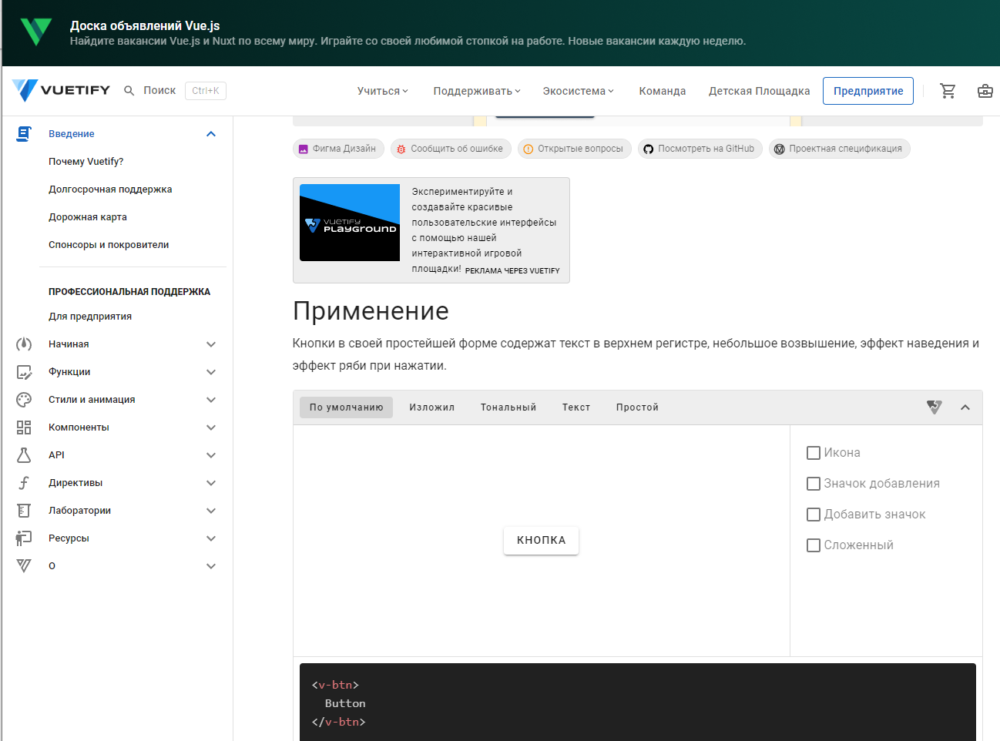 Доска объявлений Vue.js
Найдите вакансии Vue.js и Nuxt по всему миру. Играйте со своей любимой стопкой на работе. Новые вакансии каждую неделю.
VUETIFY Поиск Ctrl+K Учиться Поддерживать Экосистема Команда Детская Площадка Предприятие
Введение
Почему Vuetify?
Долгосрочная поддержка
Дорожная карта
Спонсоры и покровители
ПРОФЕССИОНАЛЬНАЯ ПОДДЕРЖКА
Для предприятия
Начиная
Функции
Стили и анимация
Компоненты
API
Директивы
Лаборатории
Ресурсы
О
Фигма Дизайн Сообщить об ошибке Открытые вопросы Посмотреть на GitHub Проектная спецификация
VUETIFY
PLAYGROUND
Экспериментируйте и
создавайте красивые
пользовательские интерфейсы
с помощью нашей
интерактивной игровой
площадки! РЕКЛАМА ЧЕРЕЗ VUETIFY
Применение
Кнопки в своей простейшей форме содержат текст в верхнем регистре, небольшое возвышение, эффект наведения и
эффект ряби при нажатии.
По умолчанию Изложил Тональный Текст Простой
Икона
Значок добавления
Добавить значок
Сложенный
КНОПКА
<v-btn>
Button
</v-btn>